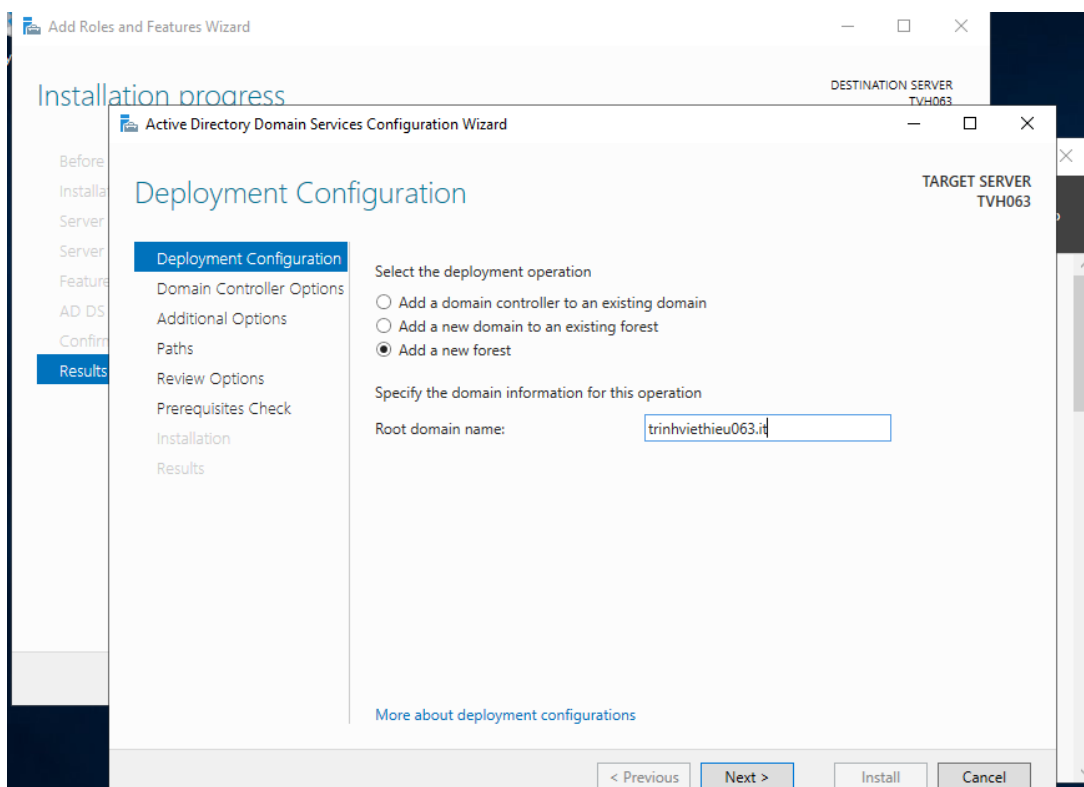 Add Roles and Features Wizard
Installation progress
DESTINATION SERVER
TVH063
Active Directory Domain Services Configuration Wizard
Before
Server
Server
AD DS
Results
Deployment Configuration
TARGET SERVER
TVH063
Deployment Configuration
Domain Controller Options
Additional Options
Paths
Review Options
Prerequisites Check
Installation
Results
Select the deployment operation
Add a domain controller to an existing domain
Add a new domain to an existing forest
Add a new forest
Specify the domain information for this operation
Root domain name:
trinhviethieu063.it
More about deployment configurations
< Previous
Next >
Install
Cancel